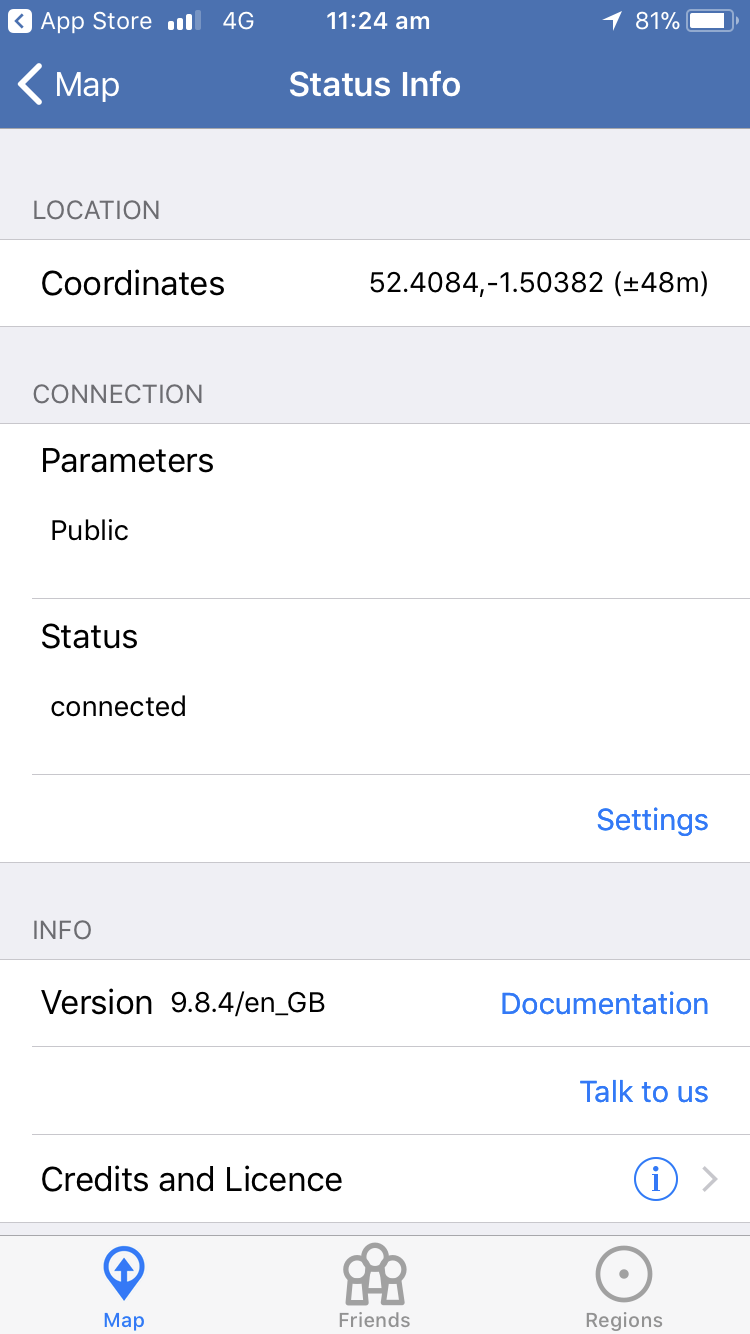 App Store 4G 11:24 am 81%
Map Status Info
LOCATION
Coordinates 52.4084,-1.50382 (±48m)
CONNECTION
Parameters
Public
Status
connected
Settings
INFO
Version 9.8.4/en_GB Documentation
Talk to us
Credits and Licence i
Map Friends Regions